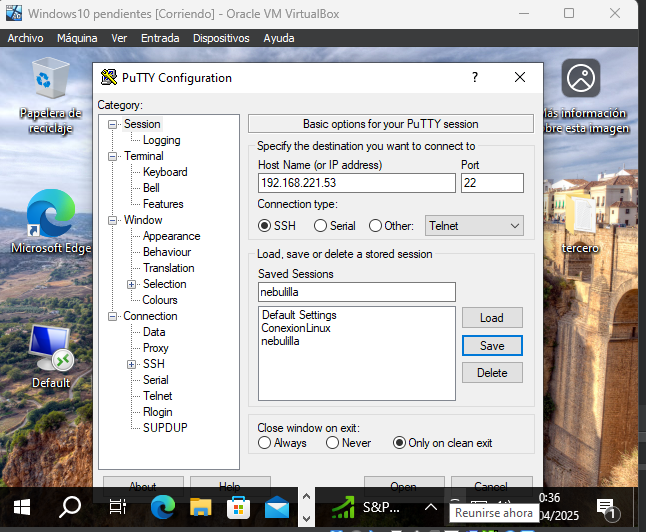 Windows10 pendientes [Corriendo] - Oracle VM VirtualBox
Archivo Máquina Ver Entrada Dispositivos Ayuda
Papelera de
reciclaje
Microsoft Edge
Default
PuTTY Configuration
?
Category:
Session
Logging
Terminal
Keyboard
Bell
Features
Window
Appearance
Behaviour
Translation
Selection
Colours
Connection
Data
Proxy
SSH
Serial
Telnet
Rlogin
SUPDUP
Basic options for your PuTTY session
Specify the destination you want to connect to
Host Name (or IP address) Port
192.168.221.53 22
Connection type:
SSH Serial Other: Telnet
Load, save or delete a stored session
Saved Sessions
nebulilla
Default Settings
ConexionLinux
nebulilla
Load
Save
Delete
Close window on exit:
Always Never Only on clean exit
About Help Open Cancel
ás información
obre esta imagen
tercero
S&P...
0:36
04/2025
Reunirse ahora
1